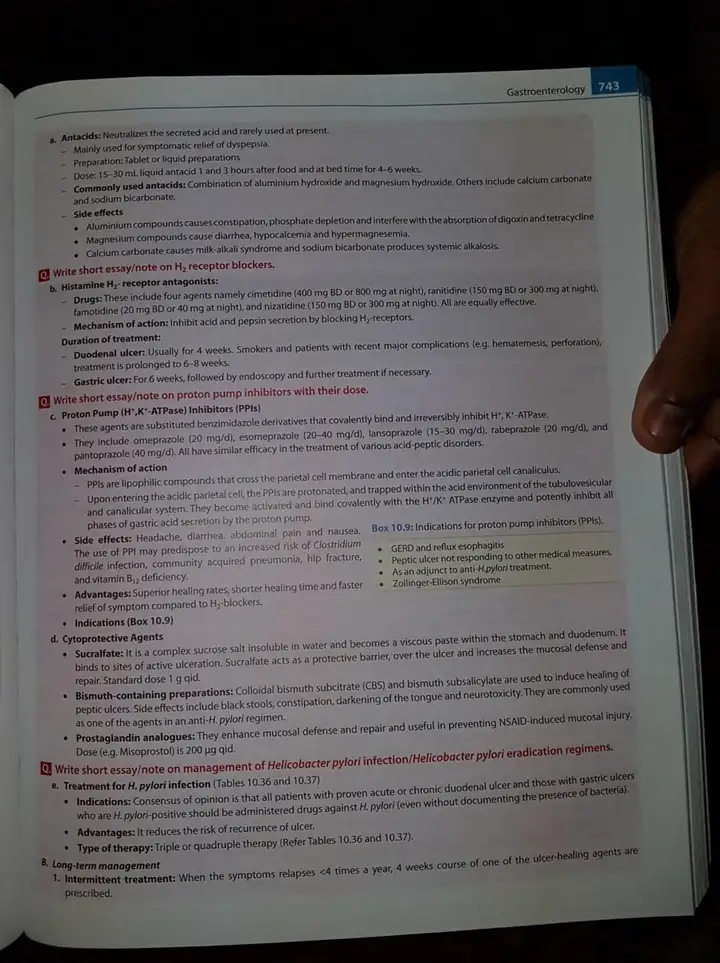 Gastroenterology 743
a. Antacids: Neutralizes the secreted acid and rarely used at present.
– Mainly used for symptomatic relief of dyspepsia.
– Preparation: Tablet or liquid preparations
– Dose: 15–30 mL liquid antacid 1 and 3 hours after food and at bed time for 4–6 weeks.
– Commonly used antacids: Combination of aluminium hydroxide and magnesium hydroxide. Others include calcium carbonate
and sodium bicarbonate.
– Side effects
• Aluminium compounds causes constipation, phosphate depletion and interfere with the absorption of digoxin and tetracycline
• Magnesium compounds cause diarrhea, hypocalcemia and hypermagnesemia.
• Calcium carbonate causes milk-alkali syndrome and sodium bicarbonate produces systemic alkalosis.
Q. Write short essay/note on H₂ receptor blockers.
b. Histamine H₂- receptor antagonists:
– Drugs: These include four agents namely cimetidine (400 mg BD or 800 mg at night), ranitidine (150 mg BD or 300 mg at night),
famotidine (20 mg BD or 40 mg at night), and nizatidine (150 mg BD or 300 mg at night). All are equally effective.
– Mechanism of action: Inhibit acid and pepsin secretion by blocking H₂-receptors.
Duration of treatment:
– Duodenal ulcer: Usually for 4 weeks. Smokers and patients with recent major complications (e.g. hematemesis, perforation),
treatment is prolonged to 6–8 weeks.
– Gastric ulcer: For 6 weeks, followed by endoscopy and further treatment if necessary.
Q. Write short essay/note on proton pump inhibitors with their dose.
c. Proton Pump (H⁺,K⁺-ATPase) Inhibitors (PPIs)
• These agents are substituted benzimidazole derivatives that covalently bind and irreversibly inhibit H⁺, K⁺-ATPase.
• They include omeprazole (20 mg/d), esomeprazole (20–40 mg/d), lansoprazole (15–30 mg/d), rabeprazole (20 mg/d), and
pantoprazole (40 mg/d). All have similar efficacy in the treatment of various acid-peptic disorders.
• Mechanism of action
– PPIs are lipophilic compounds that cross the parietal cell membrane and enter the acidic parietal cell canaliculus.
– Upon entering the acidic parietal cell, the PPIs are protonated, and trapped within the acid environment of the tubulovesicular
and canalicular system. They become activated and bind covalently with the H⁺/K⁺ ATPase enzyme and potently inhibit all
phases of gastric acid secretion by the proton pump.
• Side effects: Headache, diarrhea, abdominal pain and nausea.
The use of PPI may predispose to an increased risk of Clostridium
difficile infection, community acquired pneumonia, hip fracture,
and vitamin B₁₂ deficiency.
• Advantages: Superior healing rates, shorter healing time and faster
relief of symptom compared to H₂-blockers.
• Indications (Box 10.9)
Box 10.9: Indications for proton pump inhibitors (PPIs).
• GERD and reflux esophagitis
• Peptic ulcer not responding to other medical measures.
• As an adjunct to anti-H.pylori treatment.
• Zollinger-Ellison syndrome
d. Cytoprotective Agents
• Sucralfate: It is a complex sucrose salt insoluble in water and becomes a viscous paste within the stomach and duodenum. It
binds to sites of active ulceration. Sucralfate acts as a protective barrier, over the ulcer and increases the mucosal defense and
repair. Standard dose 1 g qid.
• Bismuth-containing preparations: Colloidal bismuth subcitrate (CBS) and bismuth subsalicylate are used to induce healing of
peptic ulcers. Side effects include black stools, constipation, darkening of the tongue and neurotoxicity. They are commonly used
as one of the agents in an anti-H. pylori regimen.
• Prostaglandin analogues: They enhance mucosal defense and repair and useful in preventing NSAID-induced mucosal injury.
Dose (e.g. Misoprostol) is 200 µg qid.
Q. Write short essay/note on management of Helicobacter pylori infection/Helicobacter pylori eradication regimens.
e. Treatment for H. pylori infection (Tables 10.36 and 10.37)
• Indications: Consensus of opinion is that all patients with proven acute or chronic duodenal ulcer and those with gastric ulcers
who are H. pylori-positive should be administered drugs against H. pylori (even without documenting the presence of bacteria).
• Advantages: It reduces the risk of recurrence of ulcer.
• Type of therapy: Triple or quadruple therapy (Refer Tables 10.36 and 10.37).
B. Long-term management
1. Intermittent treatment: When the symptoms relapses <4 times a year, 4 weeks course of one of the ulcer-healing agents are
prescribed.